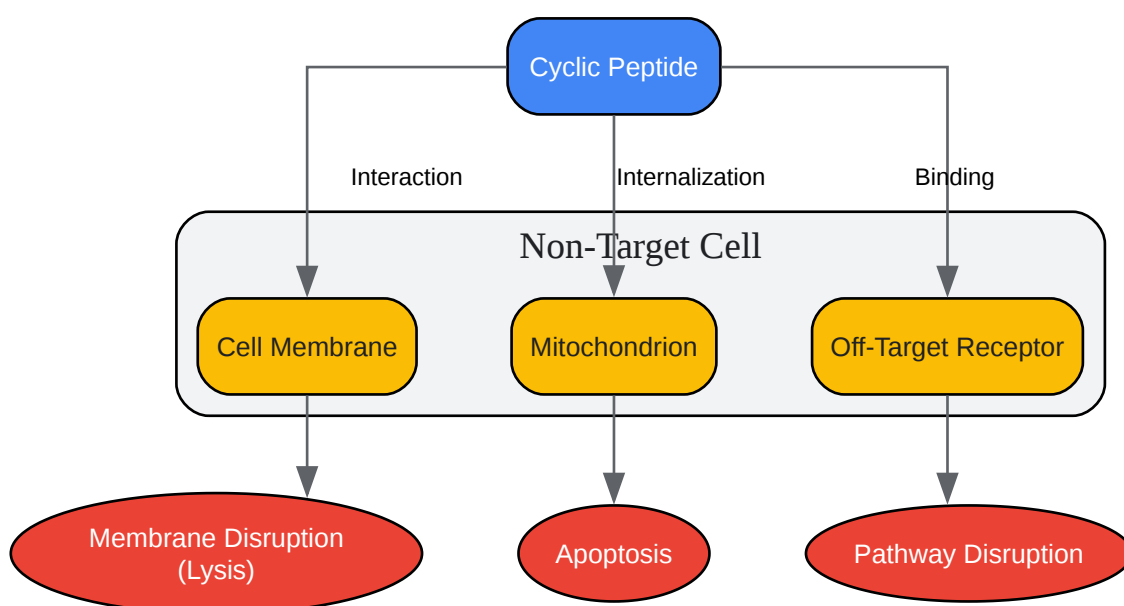 Cyclic Peptide
Interaction
Internalization
Binding
Non-Target Cell
Cell Membrane
Mitochondrion
Off-Target Receptor
Membrane Disruption
(Lysis)
Apoptosis
Pathway Disruption